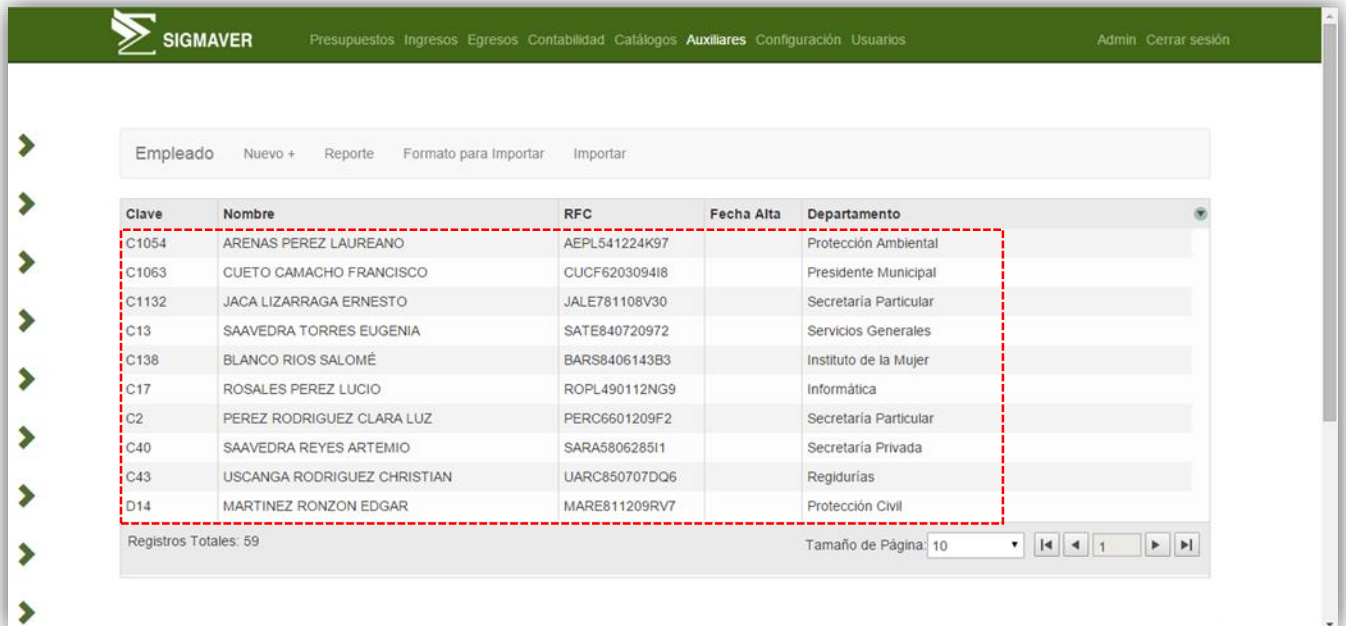 SIGMAVER Presupuestos Ingresos Egresos Contabilidad Catálogos Auxiliares Configuración Usuarios Admin Cerrar sesión
Empleado Nuevo + Reporte Formato para Importar Importar
Clave Nombre RFC Fecha Alta Departamento
C1054 ARENAS PEREZ LAUREANO AEPL541224K97 Protección Ambiental
C1063 CUETO CAMACHO FRANCISCO CUCF6203094I8 Presidente Municipal
C1132 JACA LIZARRAGA ERNESTO JALE781108V30 Secretaría Particular
C13 SAAVEDRA TORRES EUGENIA SATE840720972 Servicios Generales
C138 BLANCO RIOS SALOMÉ BARS8406143B3 Instituto de la Mujer
C17 ROSALES PEREZ LUCIO ROPL490112NG9 Informática
C2 PEREZ RODRIGUEZ CLARA LUZ PERC6601209F2 Secretaría Particular
C40 SAAVEDRA REYES ARTEMIO SARA5806285I1 Secretaría Privada
C43 USCANGA RODRIGUEZ CHRISTIAN UARC850707DQ6 Regidurías
D14 MARTINEZ RONZON EDGAR MARE811209RV7 Protección Civil
Registros Totales: 59 Tamaño de Página: 10 1